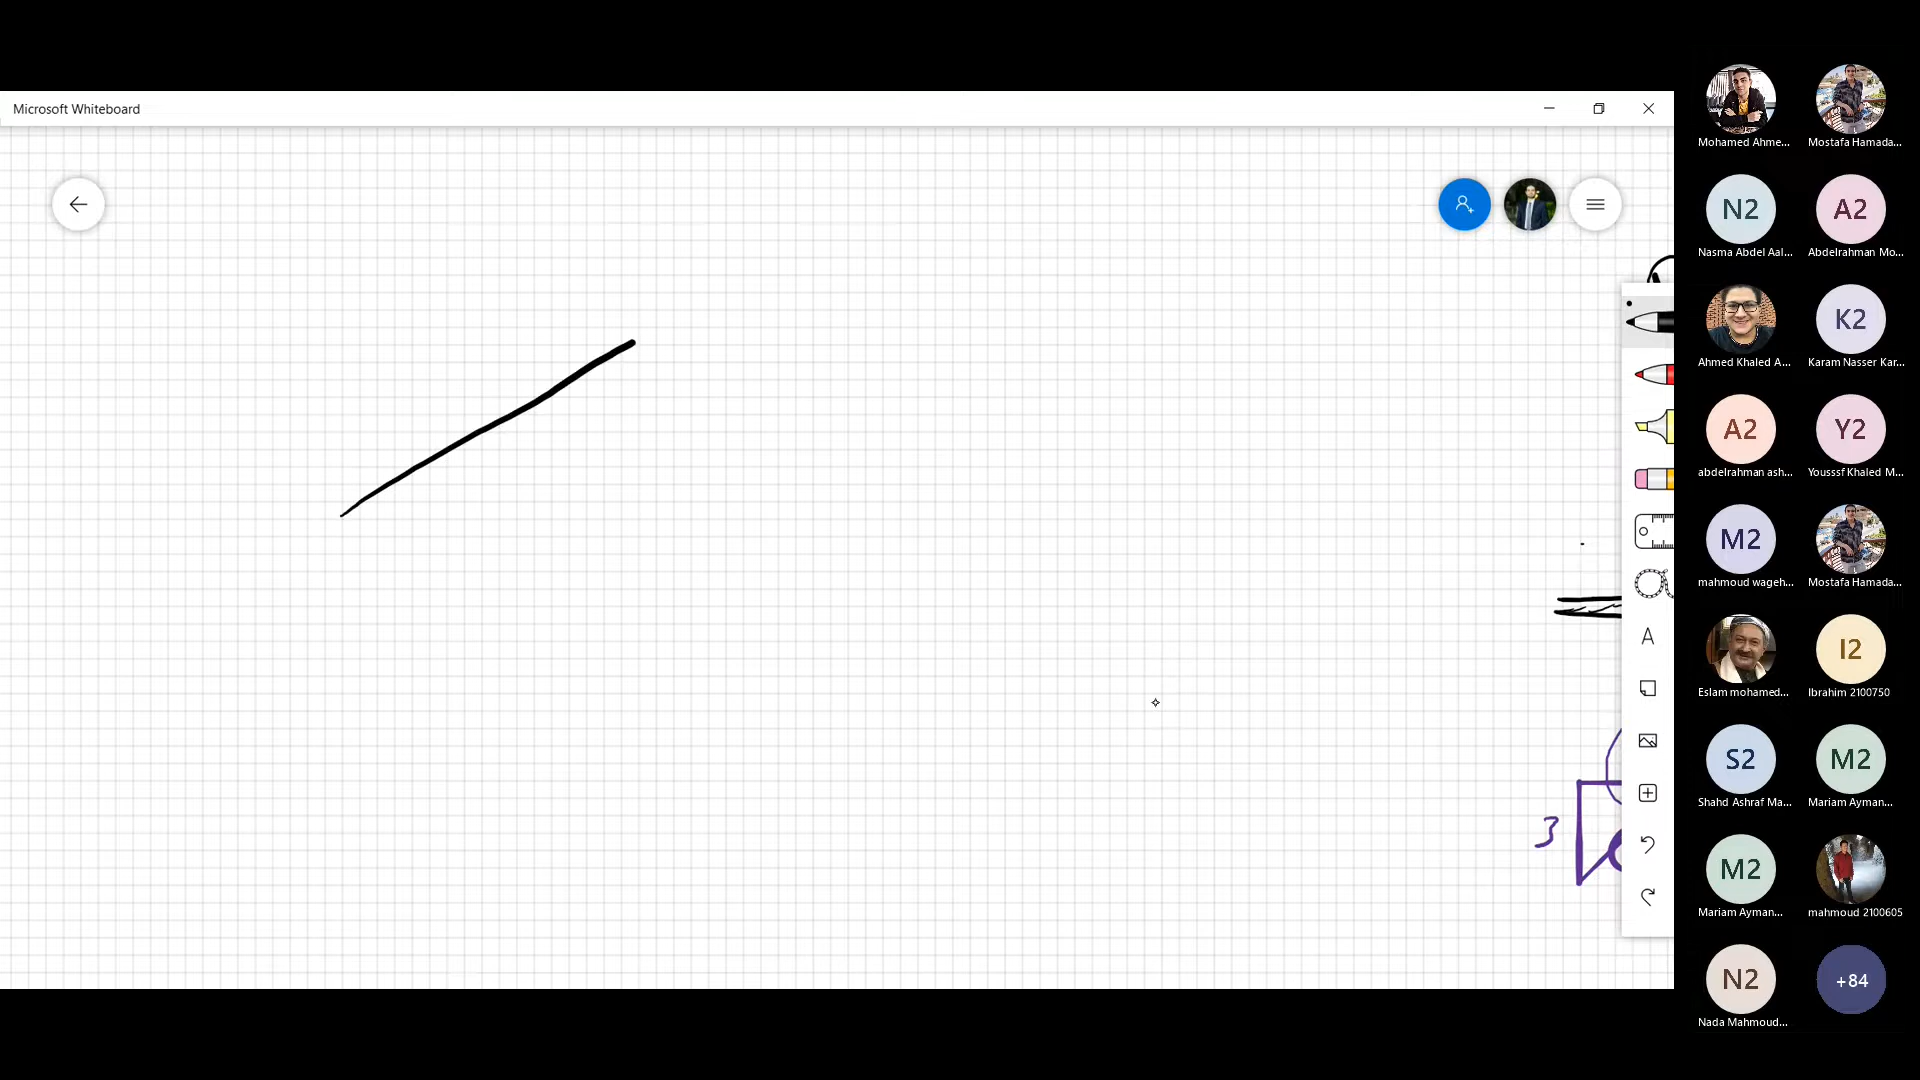 Microsoft Whiteboard
Mohamed Ahme...
Mostafa Hamada...
N2
A2
Nasma Abdel Aal...
Abdelrahman Mo...
K2
Ahmed Khaled A...
Karam Nasser Kar...
A2
Y2
abdelrahman ash...
Yousssf Khaled M...
M2
mahmoud wageh...
Mostafa Hamada...
A
I2
Eslam mohamed...
Ibrahim 2100750
S2
M2
Shahd Ashraf Ma...
Mariam Ayman...
3
M2
Mariam Ayman...
mahmoud 2100605
N2
+84
Nada Mahmoud...